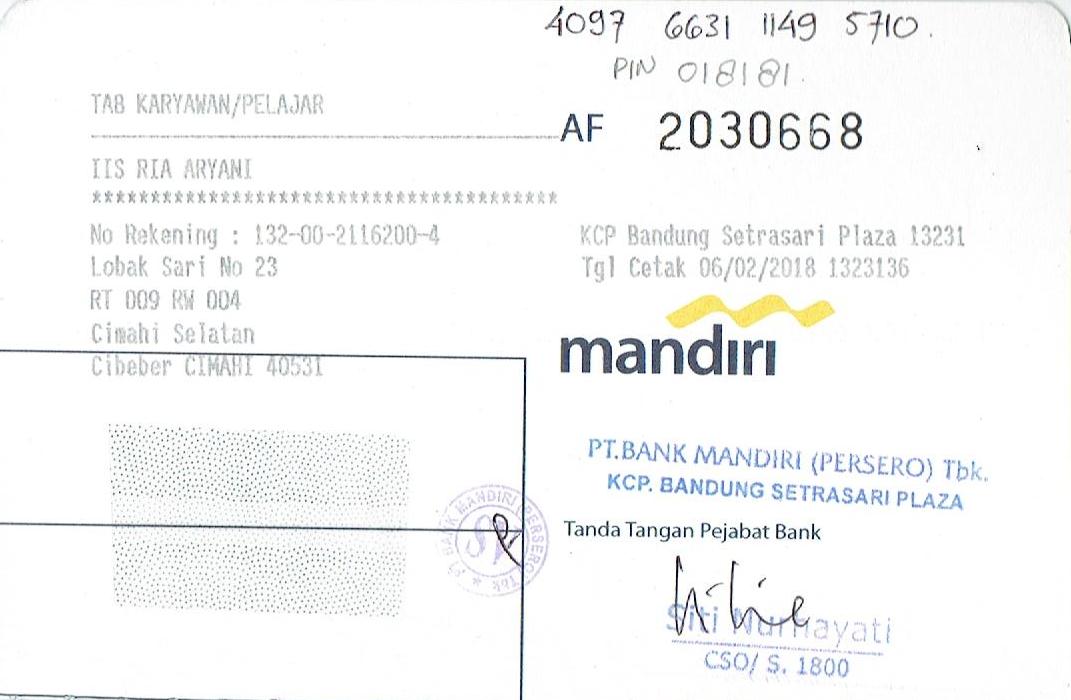 4097 6631 1149 5710.
PIN 018181.
TAB KARYAWAN/PELAJAR
AF 2030668
IIS RIA ARYANI
****************************************
No Rekening : 132-00-2116200-4
Lobak Sari No 23
RT 009 RW 004
Cimahi Selatan
Cibeber CIMAHI 40531
KCP Bandung Setrasari Plaza 13231
Tgl Cetak 06/02/2018 1323136
mandiri
PT.BANK MANDIRI (PERSERO) Tbk.
KCP. BANDUNG SETRASARI PLAZA
PT BANK MANDIRI (PERSERO) Tbk
Tanda Tangan Pejabat Bank
Siti Nurhayati
CSO/ S. 1800